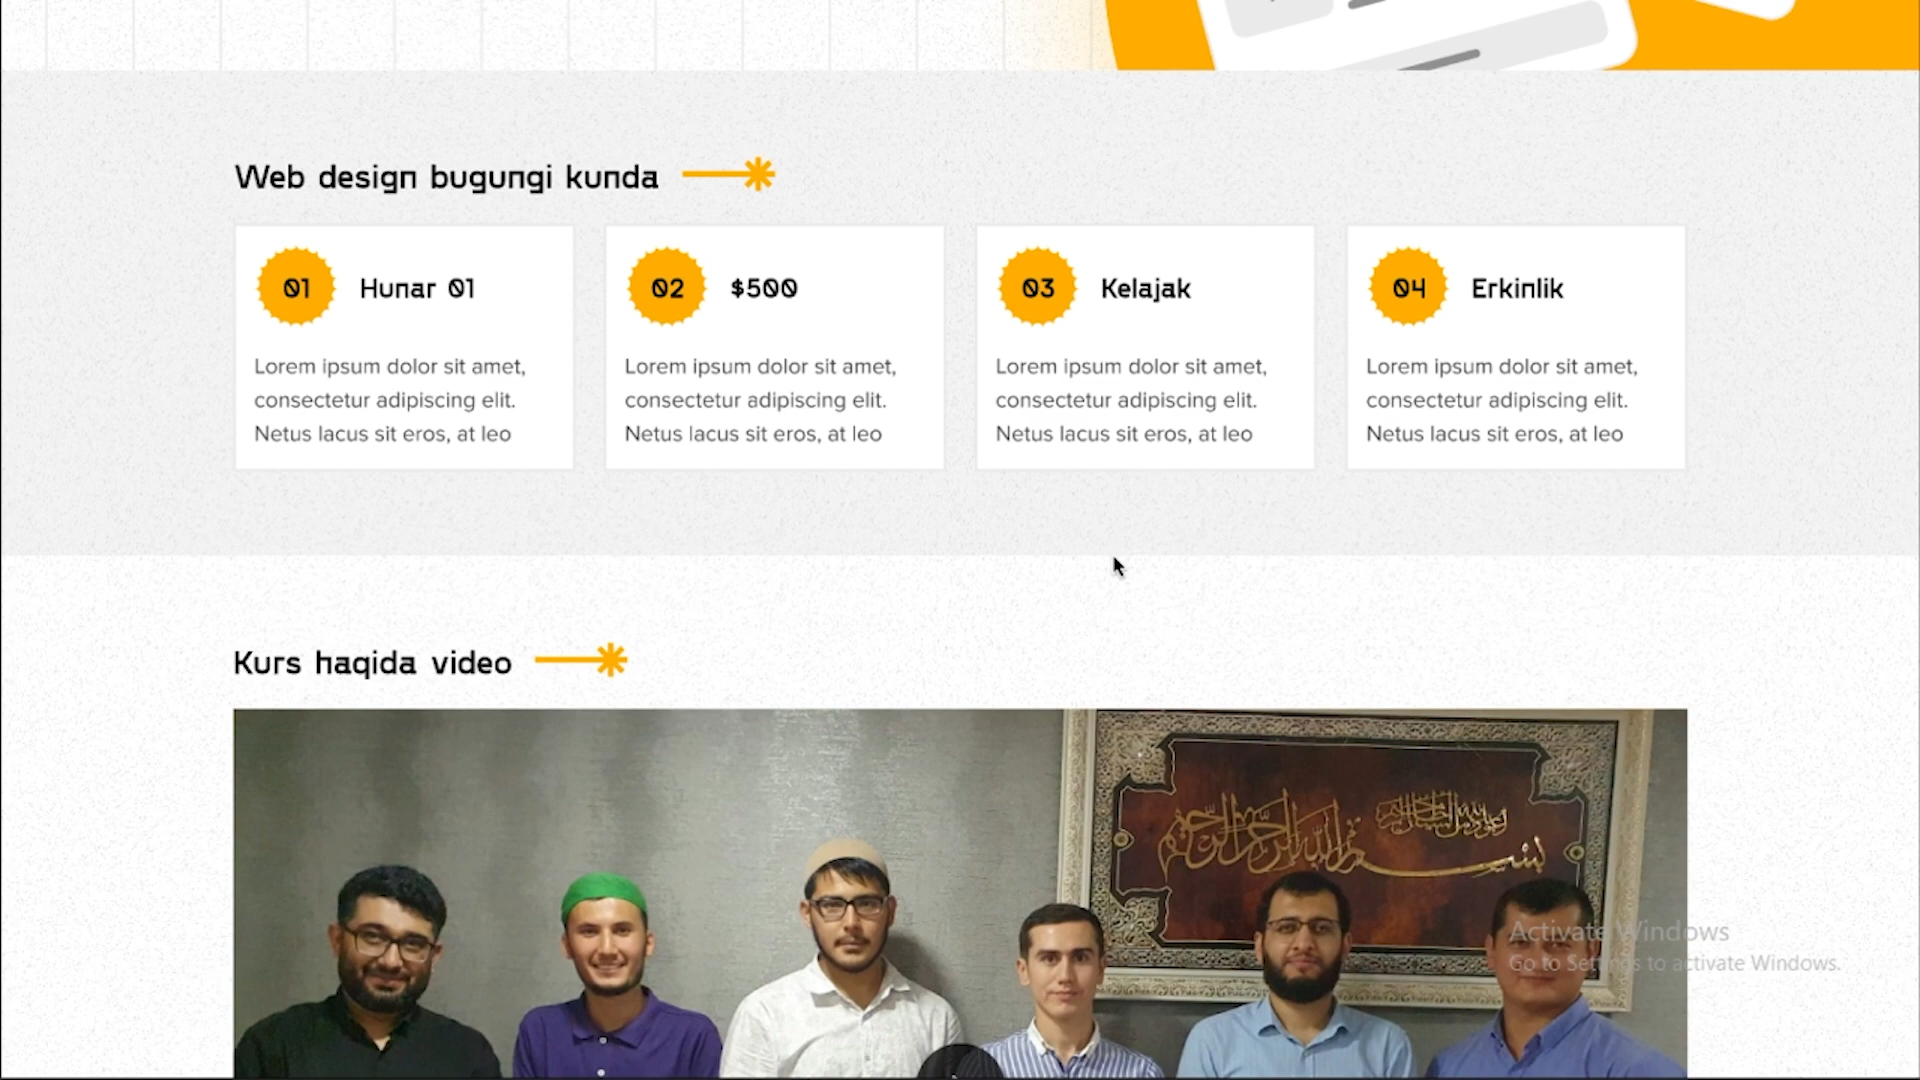 Web design bugungi kunda
01 Hunar 01
Lorem ipsum dolor sit amet,
consectetur adipiscing elit.
Netus lacus sit eros, at leo
02 $500
Lorem ipsum dolor sit amet,
consectetur adipiscing elit.
Netus lacus sit eros, at leo
03 Kelajak
Lorem ipsum dolor sit amet,
consectetur adipiscing elit.
Netus lacus sit eros, at leo
04 Erkinlik
Lorem ipsum dolor sit amet,
consectetur adipiscing elit.
Netus lacus sit eros, at leo
Kurs haqida video
بسم الله الرحمن الرحيم
Activate Windows
Go to Settings to activate Windows.